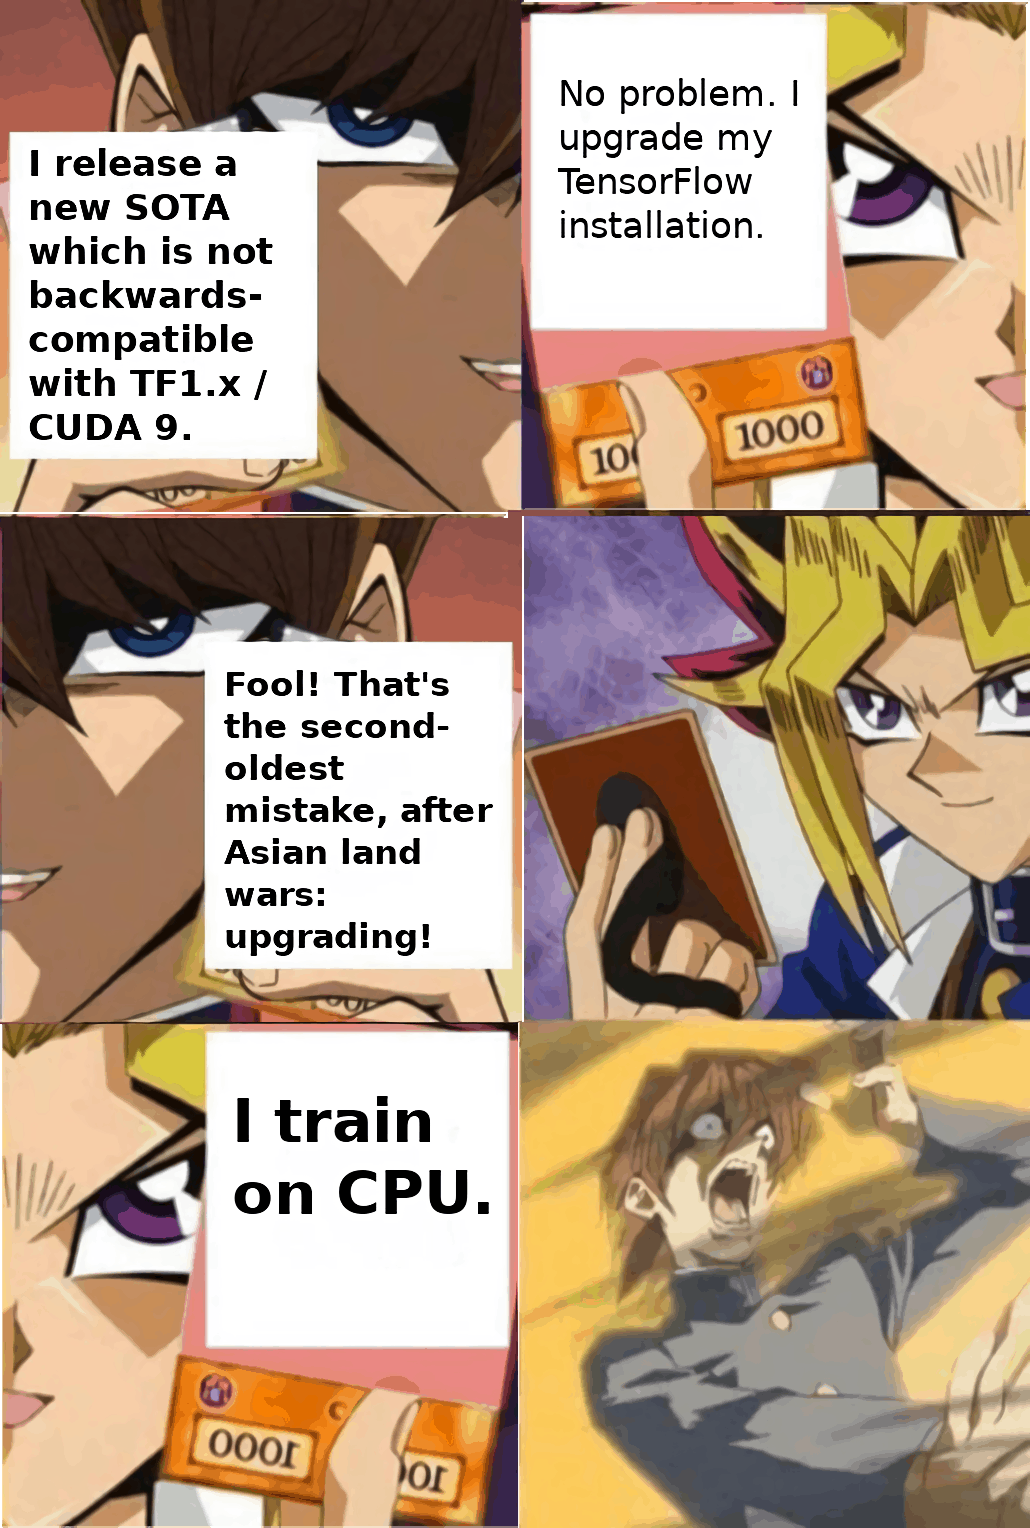 I release a
new SOTA
which is not
backwards-
compatible
with TF1.x /
CUDA 9.
No problem. I
upgrade my
TensorFlow
installation.
1000
Fool! That's
the second-
oldest
mistake, after
Asian land
wars:
upgrading!
I train
on CPU.
1000